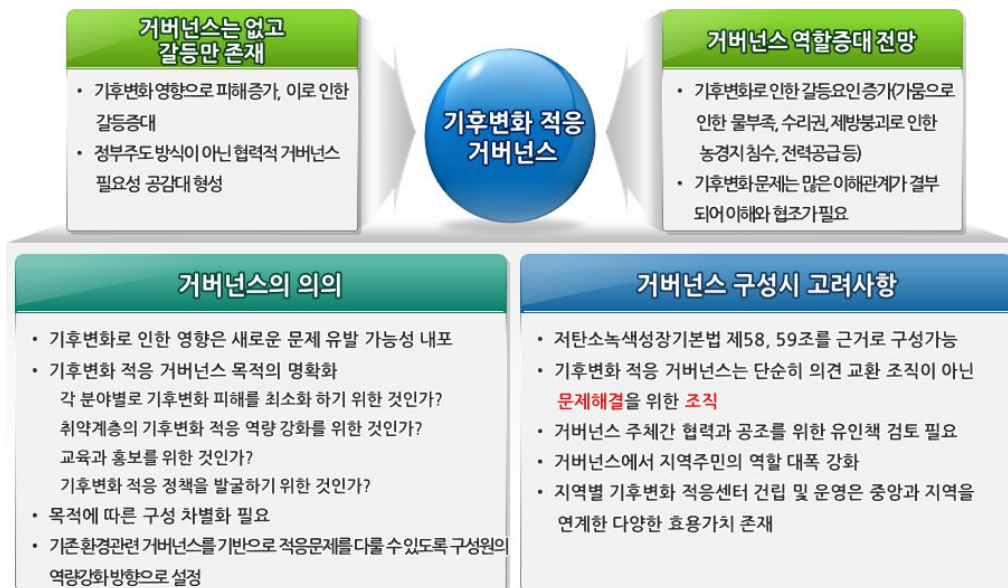 거버넌스는 없고
갈등만 존재
• 기후변화 영향으로 피해 증가, 이로 인한
갈등증대
• 정부주도 방식이 아닌 협력적 거버넌스
필요성 공감대 형성
기후변화 적응
거버넌스
거버넌스 역할증대 전망
• 기후변화로 인한 갈등요인 증가(가뭄으로
인한 물부족, 수리권, 제방붕괴로 인한
농경지 침수, 전력공급 등)
• 기후변화 문제는 많은 이해관계가 결부
되어 이해와 협조가 필요
거버넌스의 의의
• 기후변화로 인한 영향은 새로운 문제 유발 가능성 내포
• 기후변화 적응 거버넌스 목적의 명확화
각 분야별로 기후변화 피해를 최소화 하기 위한 것인가?
취약계층의 기후변화 적응 역량 강화를 위한 것인가?
교육과 홍보를 위한 것인가?
기후변화 적응 정책을 발굴하기 위한 것인가?
• 목적에 따른 구성 차별화 필요
• 기존 환경관련 거버넌스를 기반으로 적응문제를 다룰 수 있도록 구성원의
역량강화 방향으로 설정
거버넌스 구성시 고려사항
• 저탄소녹색성장기본법 제58, 59조를 근거로 구성가능
• 기후변화 적응 거버넌스는 단순히 의견 교환 조직이 아닌
문제해결을 위한 조직
• 거버넌스 주체간 협력과 공조를 위한 유인책 검토 필요
• 거버넌스에서 지역주민의 역할 대폭 강화
• 지역별 기후변화 적응센터 건립 및 운영은 중앙과 지역을
연계한 다양한 효용가치 존재